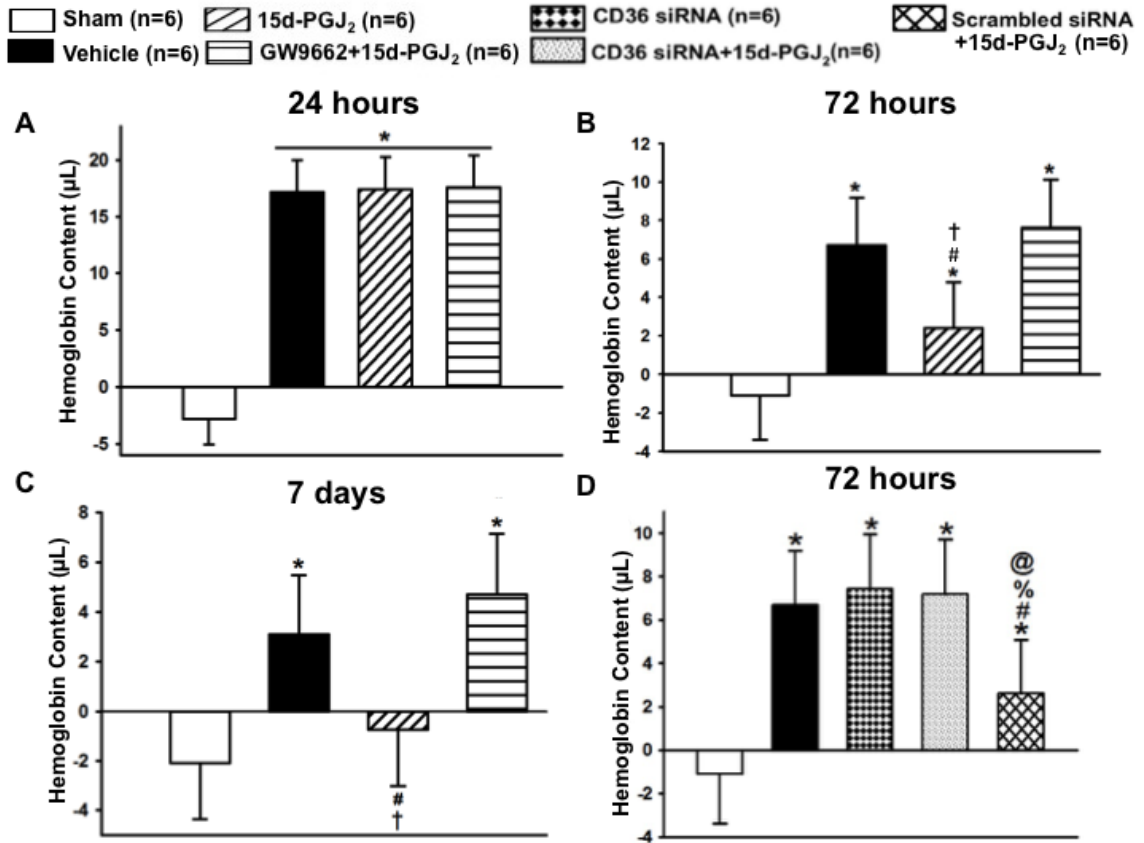 Sham (n=6)
15d-PGJ₂ (n=6)
CD36 siRNA (n=6)
Scrambled siRNA
+15d-PGJ₂ (n=6)
Vehicle (n=6)
GW9662+15d-PGJ₂ (n=6)
CD36 siRNA+15d-PGJ₂(n=6)
A
24 hours
Hemoglobin Content (µL)
20
15
10
5
0
-5
*
B
72 hours
Hemoglobin Content (µL)
12
10
8
6
4
2
0
-2
-4
*
†
#
*
*
C
7 days
Hemoglobin Content (µL)
8
6
4
2
0
-2
-4
*
#
†
*
D
72 hours
Hemoglobin Content (µL)
10
8
6
4
2
0
-2
-4
*
*
*
@
%
#
*